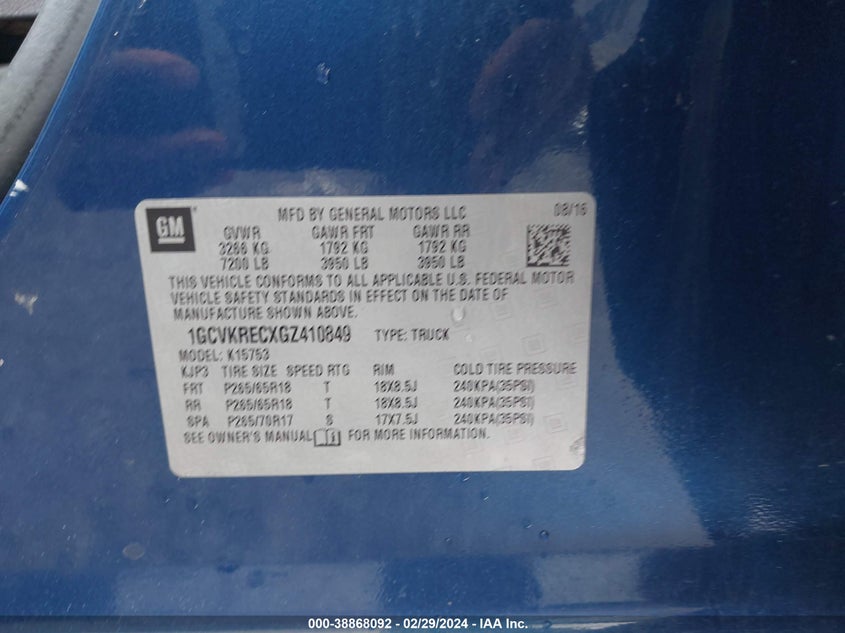 GM
MFD BY GENERAL MOTORS LLC 08/16
GVWR GAWR FRT GAWR RR
3266 KG 1792 KG 1792 KG
7200 LB 3950 LB 3950 LB
THIS VEHICLE CONFORMS TO ALL APPLICABLE U.S. FEDERAL MOTOR
VEHICLE SAFETY STANDARDS IN EFFECT ON THE DATE OF
MANUFACTURE SHOWN ABOVE.
1GCVKRECXGZ410849 TYPE: TRUCK
MODEL: K15753
KJP3 TIRE SIZE SPEED RTG RIM COLD TIRE PRESSURE
FRT P265/65R18 T 18X8.5J 240KPA(35PSI)
RR P265/65R18 T 18X8.5J 240KPA(35PSI)
SPA P265/70R17 S 17X7.5J 240KPA(35PSI)
SEE OWNER'S MANUAL FOR MORE INFORMATION.
000-38868092 - 02/29/2024 - IAA Inc.